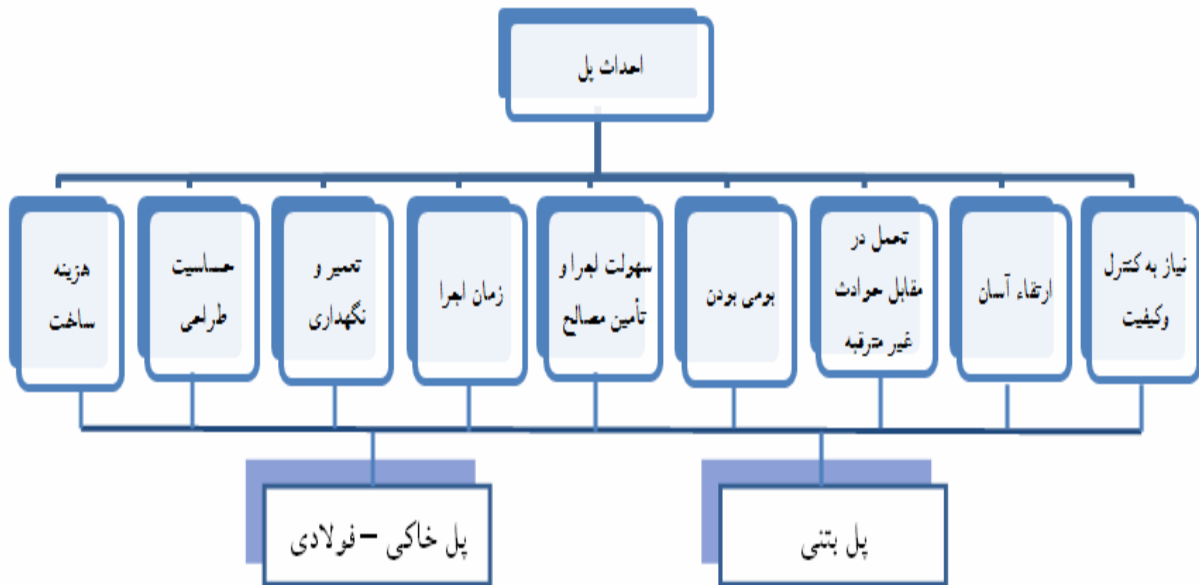 احداث پل
نیاز به کنترل
وکیفیت
ارتقاء آسان
تحمل در
مقابل حوادث
غیر مترقبه
بومی بودن
سهولت اجرا و
تأمین مصالح
زمان اجرا
تعمیر و
نگهداری
حساسیت
طراحی
هزینه
ساخت
پل بتنی
پل خاکی – فولادی